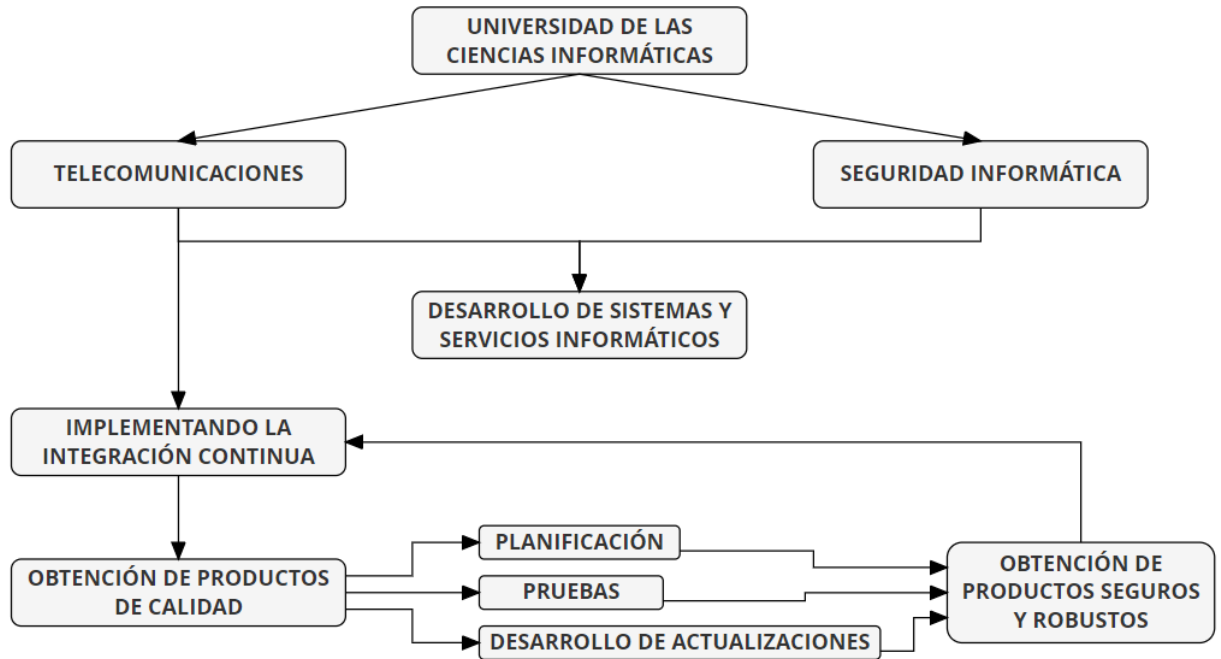 UNIVERSIDAD DE LAS
CIENCIAS INFORMÁTICAS
TELECOMUNICACIONES
SEGURIDAD INFORMÁTICA
DESARROLLO DE SISTEMAS Y
SERVICIOS INFORMÁTICOS
IMPLEMENTANDO LA
INTEGRACIÓN CONTINUA
OBTENCIÓN DE PRODUCTOS
DE CALIDAD
PLANIFICACIÓN
PRUEBAS
DESARROLLO DE ACTUALIZACIONES
OBTENCIÓN DE
PRODUCTOS SEGUROS
Y ROBUSTOS